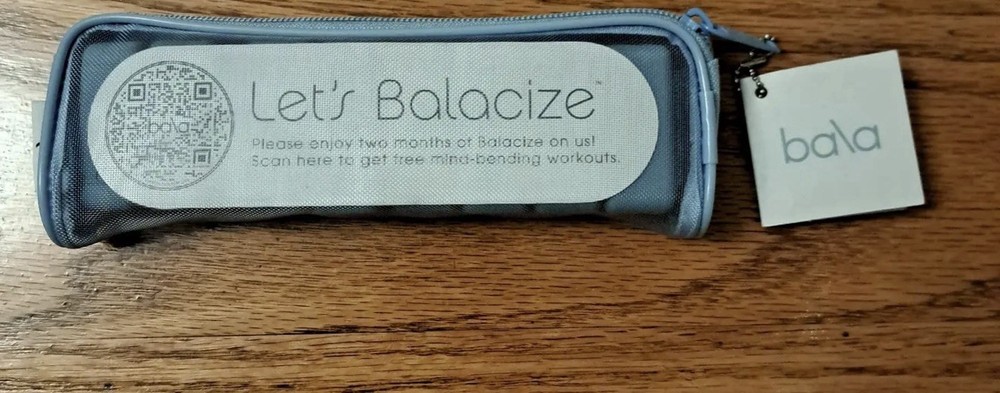 Let's Balacize™
Please enjoy two months of Balacize on us!
Scan here to get free mind-bending workouts.
bala
bala